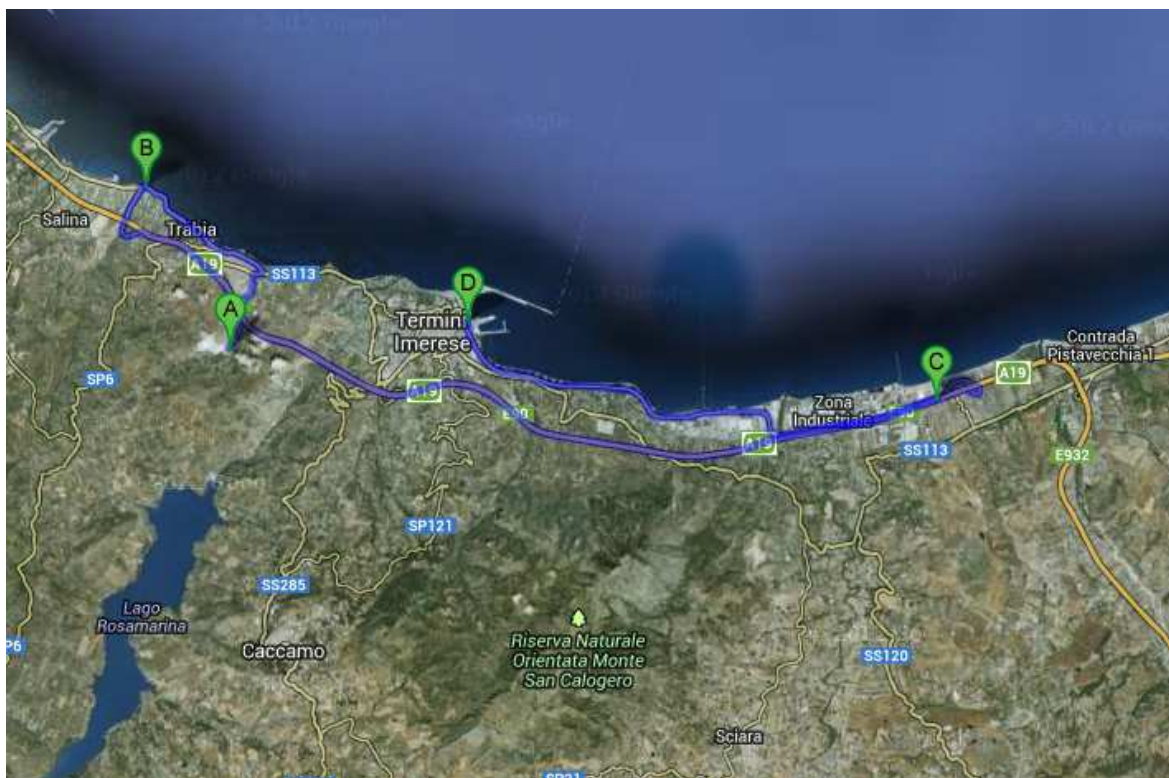 B
Salina
Trabia
A19
SS113
A
D
Termini
Imerese
Contrada
Pistavecchia 1
C
A19
SP6
A19
E90
Zona
Industriale
A19
SS113
E932
SP121
SS285
Lago
Rosamarina
Riserva Naturale
Orientata Monte
San Calogero
P6
Caccamo
SS120
Sciara